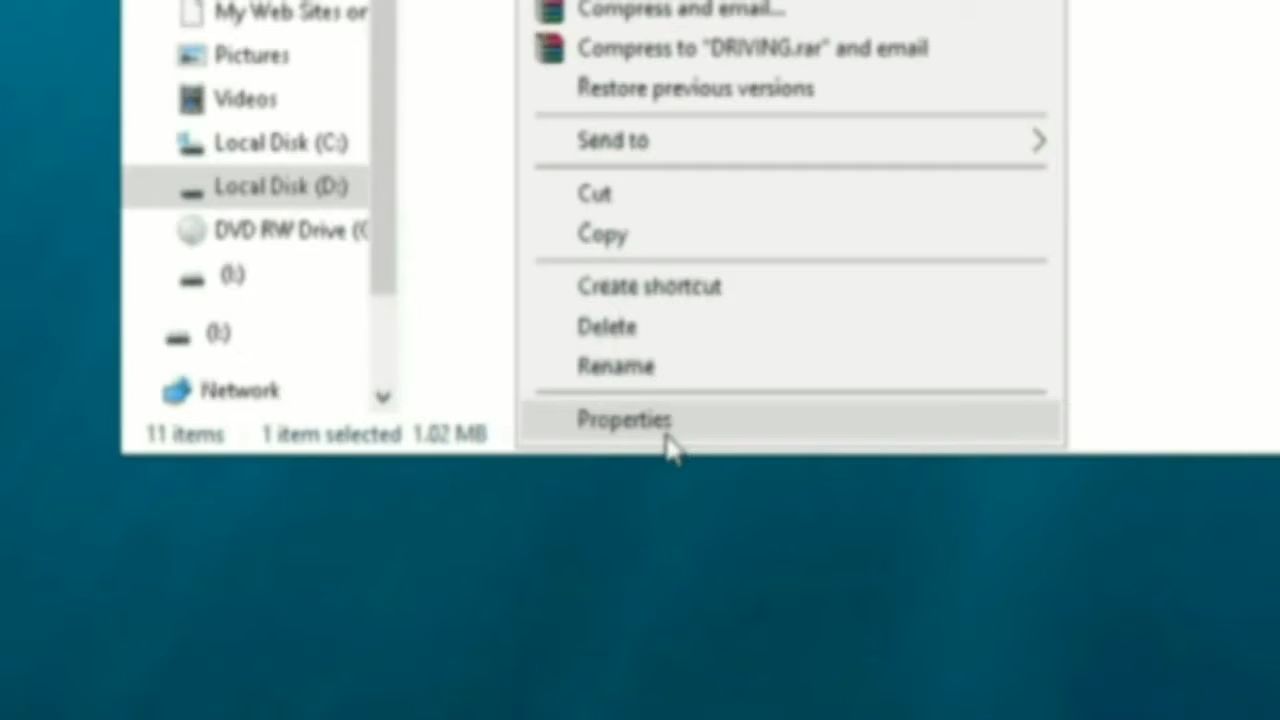 My Web Sites or
Pictures
Videos
Local Disk (C:)
Local Disk (D:)
DVD RW Drive (
(I:)
(I:)
Network
11 items 1 item selected 1.02 MB
Compress and email...
Compress to "DRIVING.rar" and email
Restore previous versions
Send to
Cut
Copy
Create shortcut
Delete
Rename
Properties